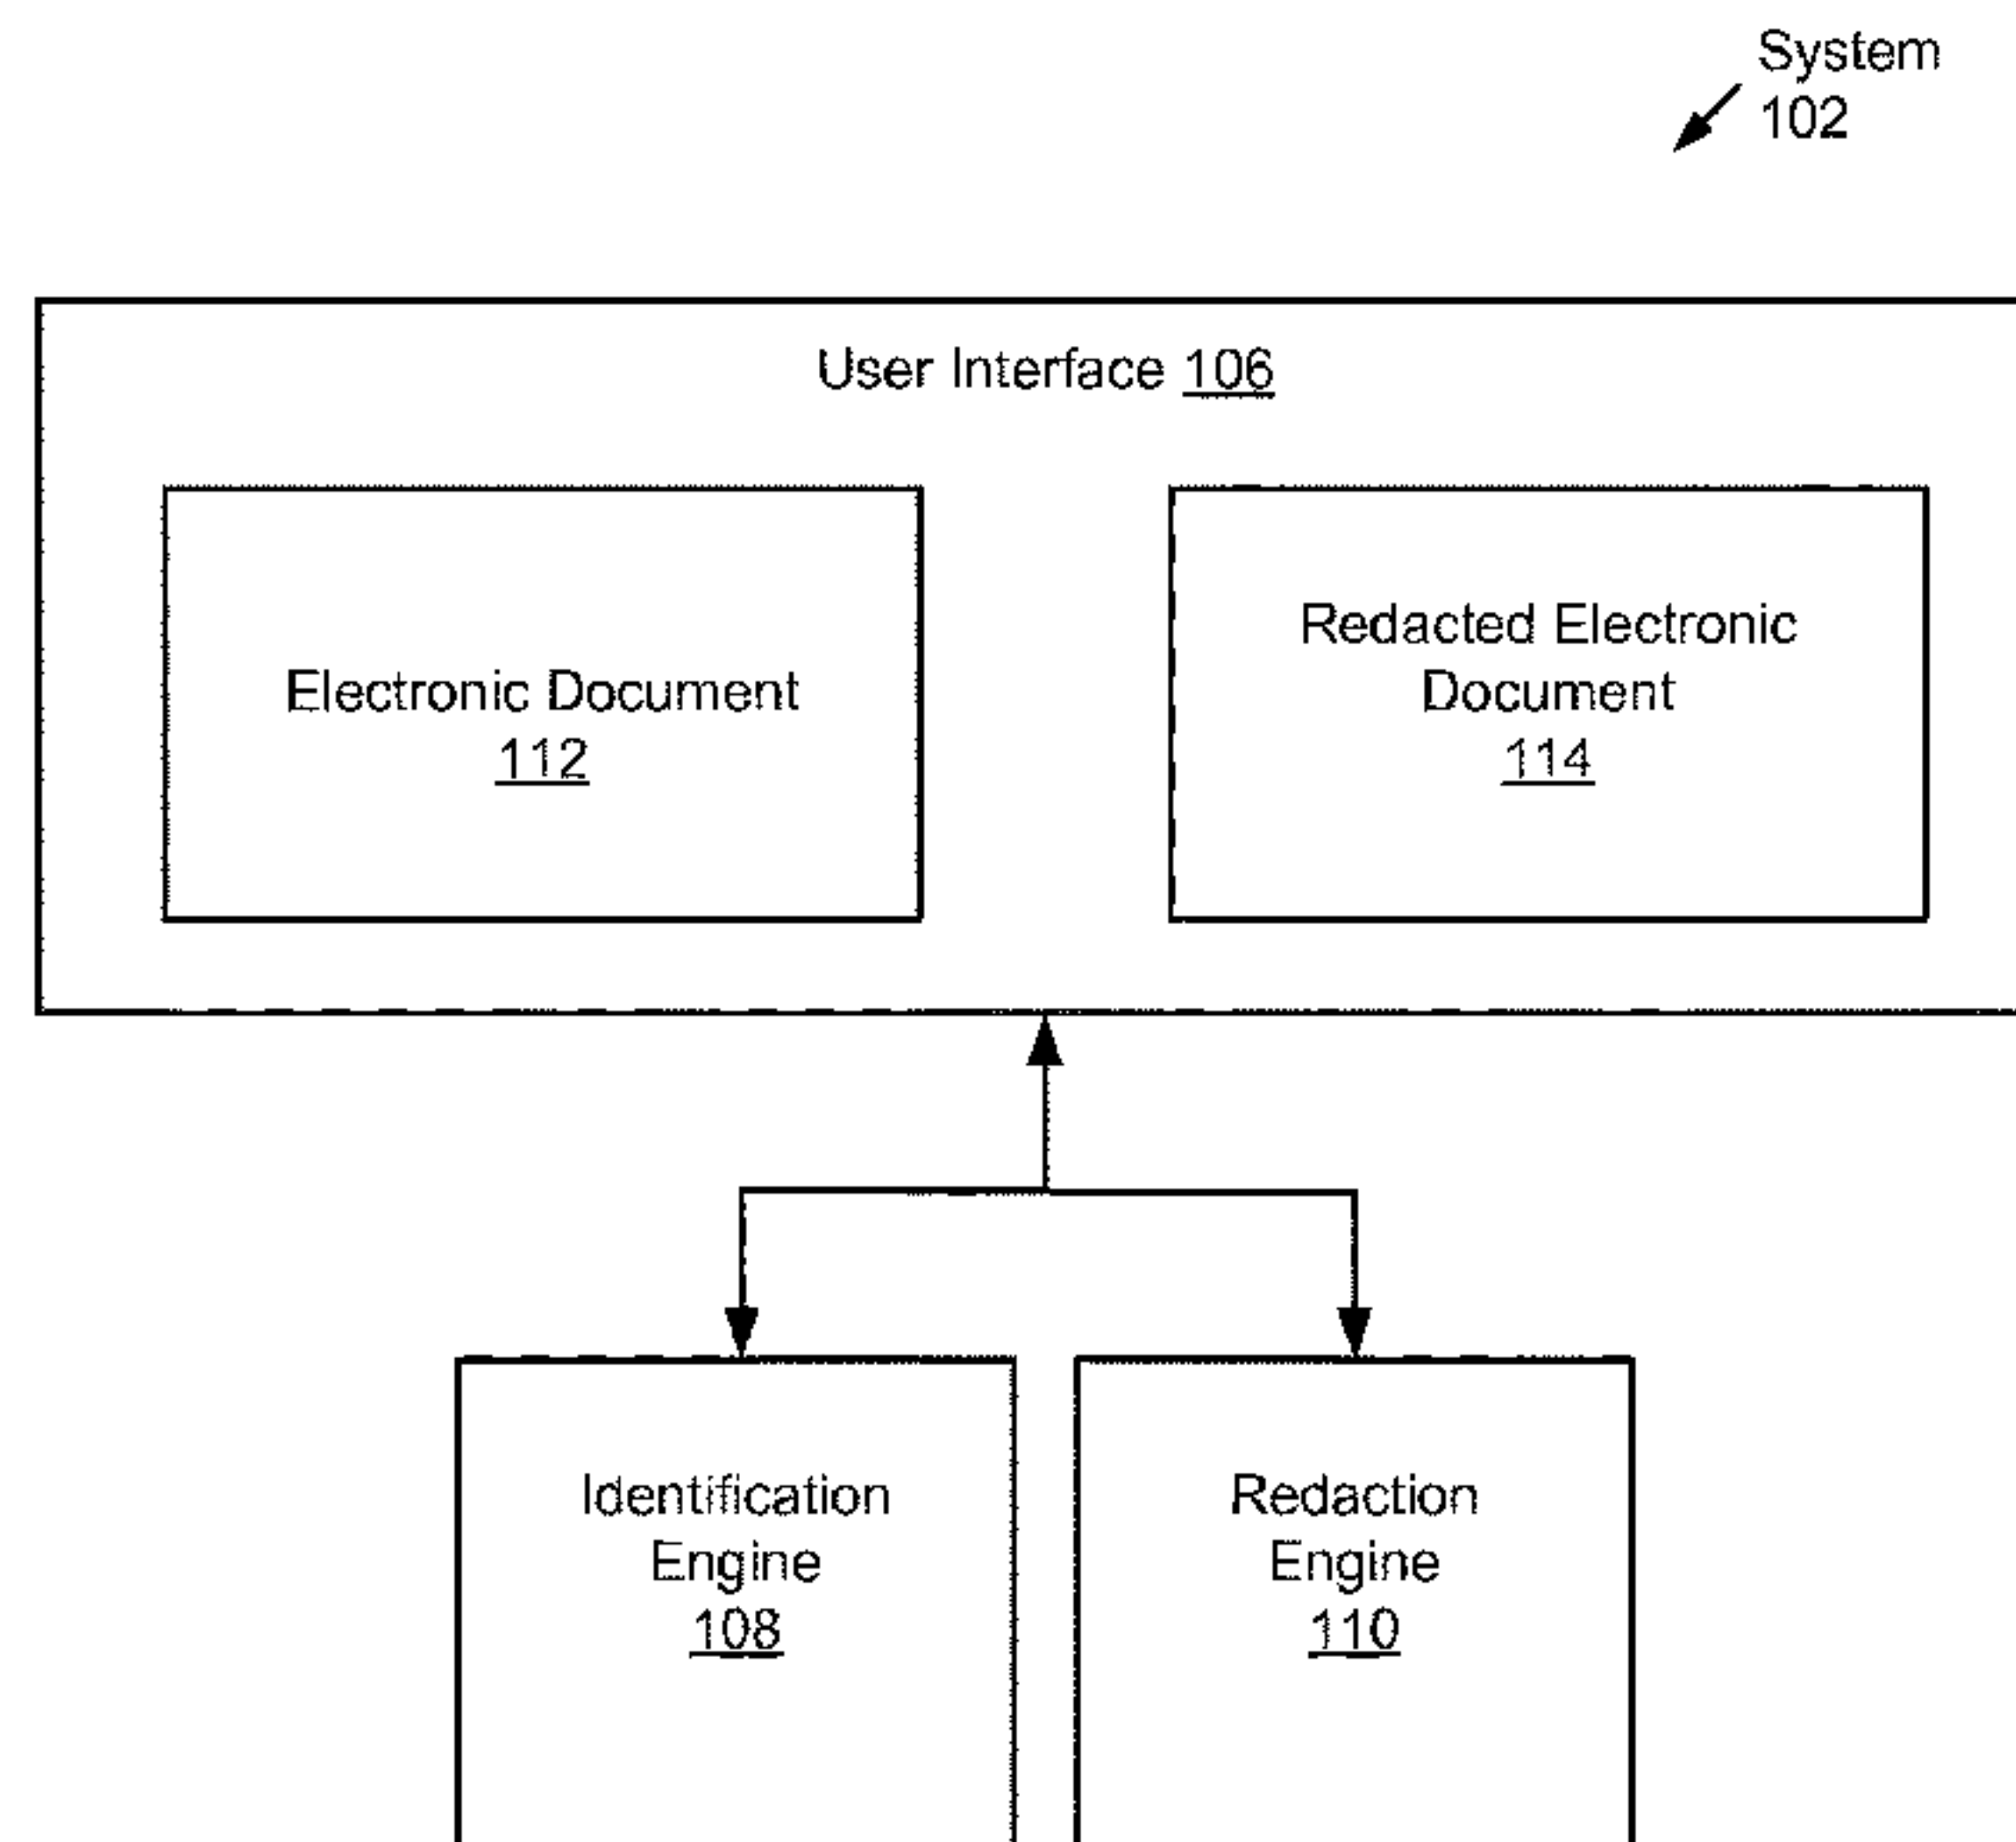 System
102
User Interface 106
Electronic Document
112
Redacted Electronic
Document
114
Identification
Engine
108
Redaction
Engine
110